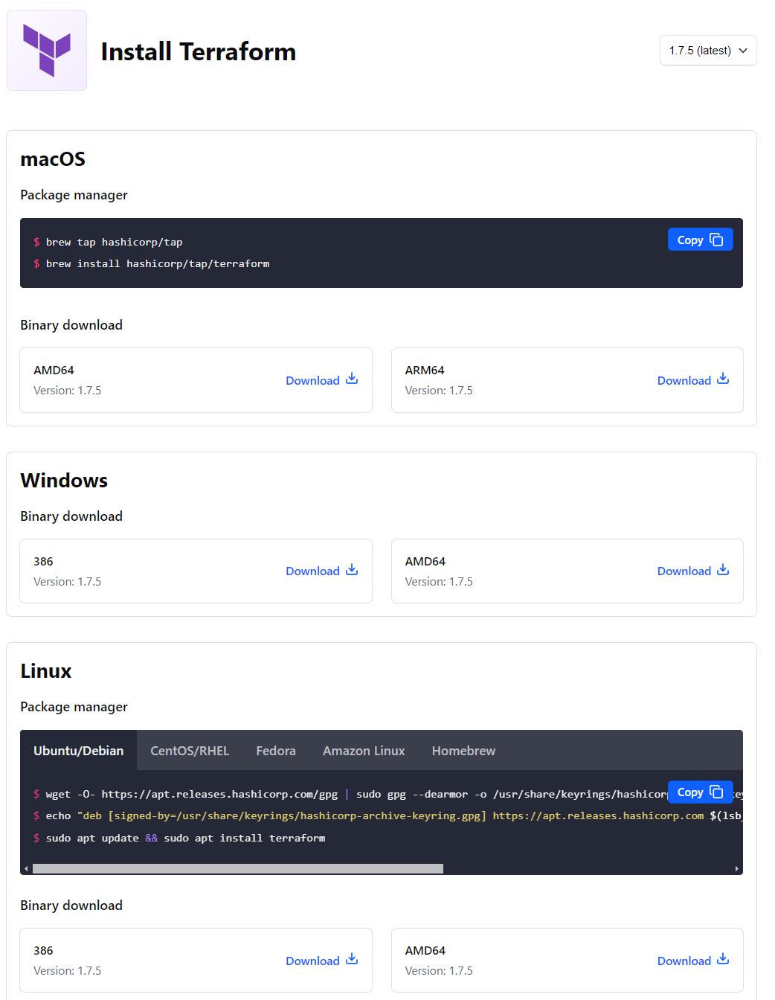 Install Terraform
1.7.5 (latest)
macOS
Package manager
$ brew tap hashicorp/tap
$ brew install hashicorp/tap/terraform
Copy
Binary download
AMD64
Version: 1.7.5
Download
ARM64
Version: 1.7.5
Download
Windows
Binary download
386
Version: 1.7.5
Download
AMD64
Version: 1.7.5
Download
Linux
Package manager
Ubuntu/Debian CentOS/RHEL Fedora Amazon Linux Homebrew
$ wget -O- https://apt.releases.hashicorp.com/gpg | sudo gpg --dearmor -o /usr/share/keyrings/hashicor
Copy
$ echo "deb [signed-by=/usr/share/keyrings/hashicorp-archive-keyring.gpg] https://apt.releases.hashicorp.com $(lsb_
$ sudo apt update && sudo apt install terraform
Binary download
386
Version: 1.7.5
Download
AMD64
Version: 1.7.5
Download